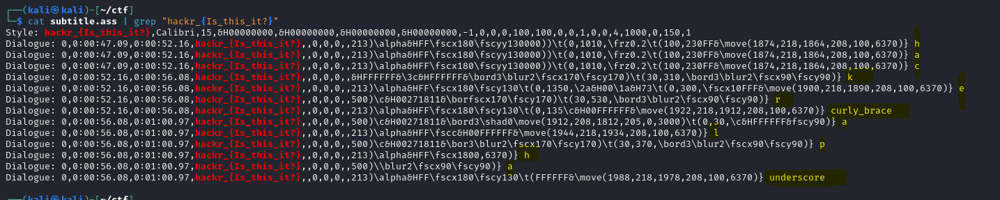 ┌──(kali㉿kali)-[~/ctf]
└─$ cat subtitle.ass | grep "hackr_{Is_this_it?}"
Style: hackr_{Is_this_it?},Calibri,15,&H00000000,&H00000000,&H00000000,&H00000000,-1,0,0,0,100,100,0,0,1,0,0,4,1000,0,150,1
Dialogue: 0,0:00:47.09,0:00:52.16,hackr_{Is_this_it?},,0,0,0,,213)\alpha&HFF\fscx180\fscyy130000))\t(0,1010,\frz0.2\t(100,230FF&\move(1874,218,1864,208,100,6370)} h
Dialogue: 0,0:00:47.09,0:00:52.16,hackr_{Is_this_it?},,0,0,0,,213)\alpha&HFF\fscx180\fscyy130000))\t(0,1010,\frz0.2\t(100,230FF&\move(1874,218,1864,208,100,6370)} a
Dialogue: 0,0:00:47.09,0:00:52.16,hackr_{Is_this_it?},,0,0,0,,213)\alpha&HFF\fscx180\fscyy130000))\t(0,1010,\frz0.2\t(100,230FF&\move(1874,218,1864,208,100,6370)} c
Dialogue: 0,0:00:52.16,0:00:56.08,hackr_{Is_this_it?},,0,0,0,,&HFFFFFF&\3c&HFFFFFF&\bord3\blur2\fscx170\fscy170)\t(30,310,\bord3\blur2\fscx90\fscy90)} k
Dialogue: 0,0:00:52.16,0:00:56.08,hackr_{Is_this_it?},,0,0,0,,213)\alpha&HFF\fscx180\fscy130\t(0,1350,\2a&H00\1a&H73\t(0,300,\fscx10FFF&\move(1900,218,1890,208,100,6370)} e
Dialogue: 0,0:00:52.16,0:00:56.08,hackr_{Is_this_it?},,0,0,0,,500)\c&H00271811&\borfscx170\fscy170)\t(30,530,\bord3\blur2\fscx90\fscy90)} r
Dialogue: 0,0:00:52.16,0:00:56.08,hackr_{Is_this_it?},,0,0,0,,213)\alpha&HFF\fscx180\fscy130\t(0,135\c&H00FFFFFF&\move(1922,218,1912,208,100,6370)} curly_brace
Dialogue: 0,0:00:56.08,0:01:00.97,hackr_{Is_this_it?},,0,0,0,,500)\c&H00271811&\bord3\shad0\move(1912,208,1812,205,0,3000)\t(0,30,\c&HFFFFFF&fscy90)} a
Dialogue: 0,0:00:56.08,0:01:00.97,hackr_{Is_this_it?},,0,0,0,,213)\alpha&HFF\fscc&H00FFFFFF&\move(1944,218,1934,208,100,6370)} l
Dialogue: 0,0:00:56.08,0:01:00.97,hackr_{Is_this_it?},,0,0,0,,500)\c&H00271811&\bor3\blur2\fscx170\fscy170)\t(30,370,\bord3\blur2\fscx90\fscy90)} p
Dialogue: 0,0:00:56.08,0:01:00.97,hackr_{Is_this_it?},,0,0,0,,213)\alpha&HFF\fscx1800,6370)} h
Dialogue: 0,0:00:56.08,0:01:00.97,hackr_{Is_this_it?},,0,0,0,,500)\\blur2\fscx90\fscy90)} a
Dialogue: 0,0:00:56.08,0:01:00.97,hackr_{Is_this_it?},,0,0,0,,213)\alpha&HFF\fscx180\fscy130\t(FFFFFF&\move(1988,218,1978,208,100,6370)} underscore